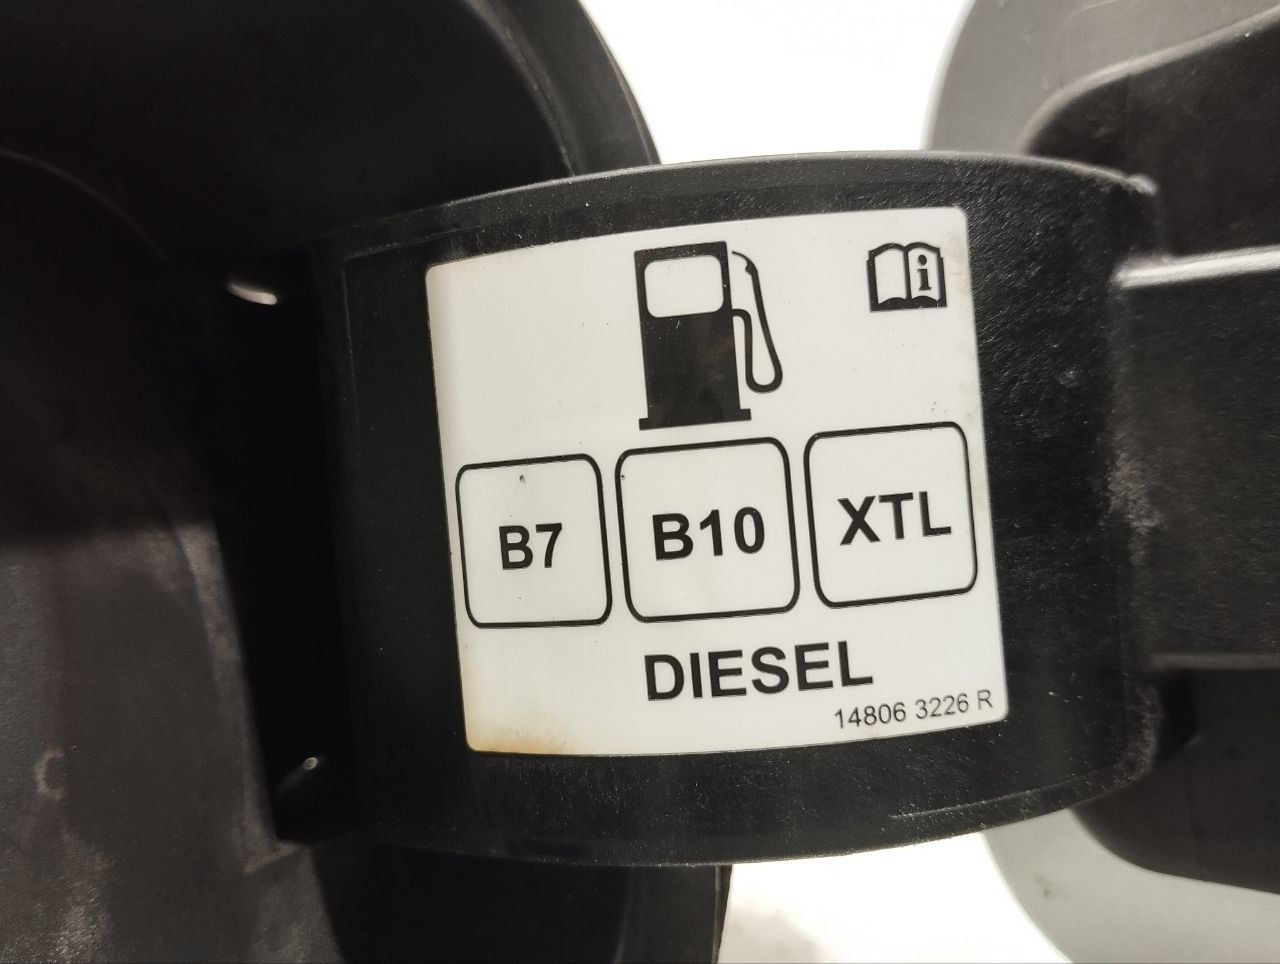 i
B7 B10 XTL
DIESEL
14806 3226 R